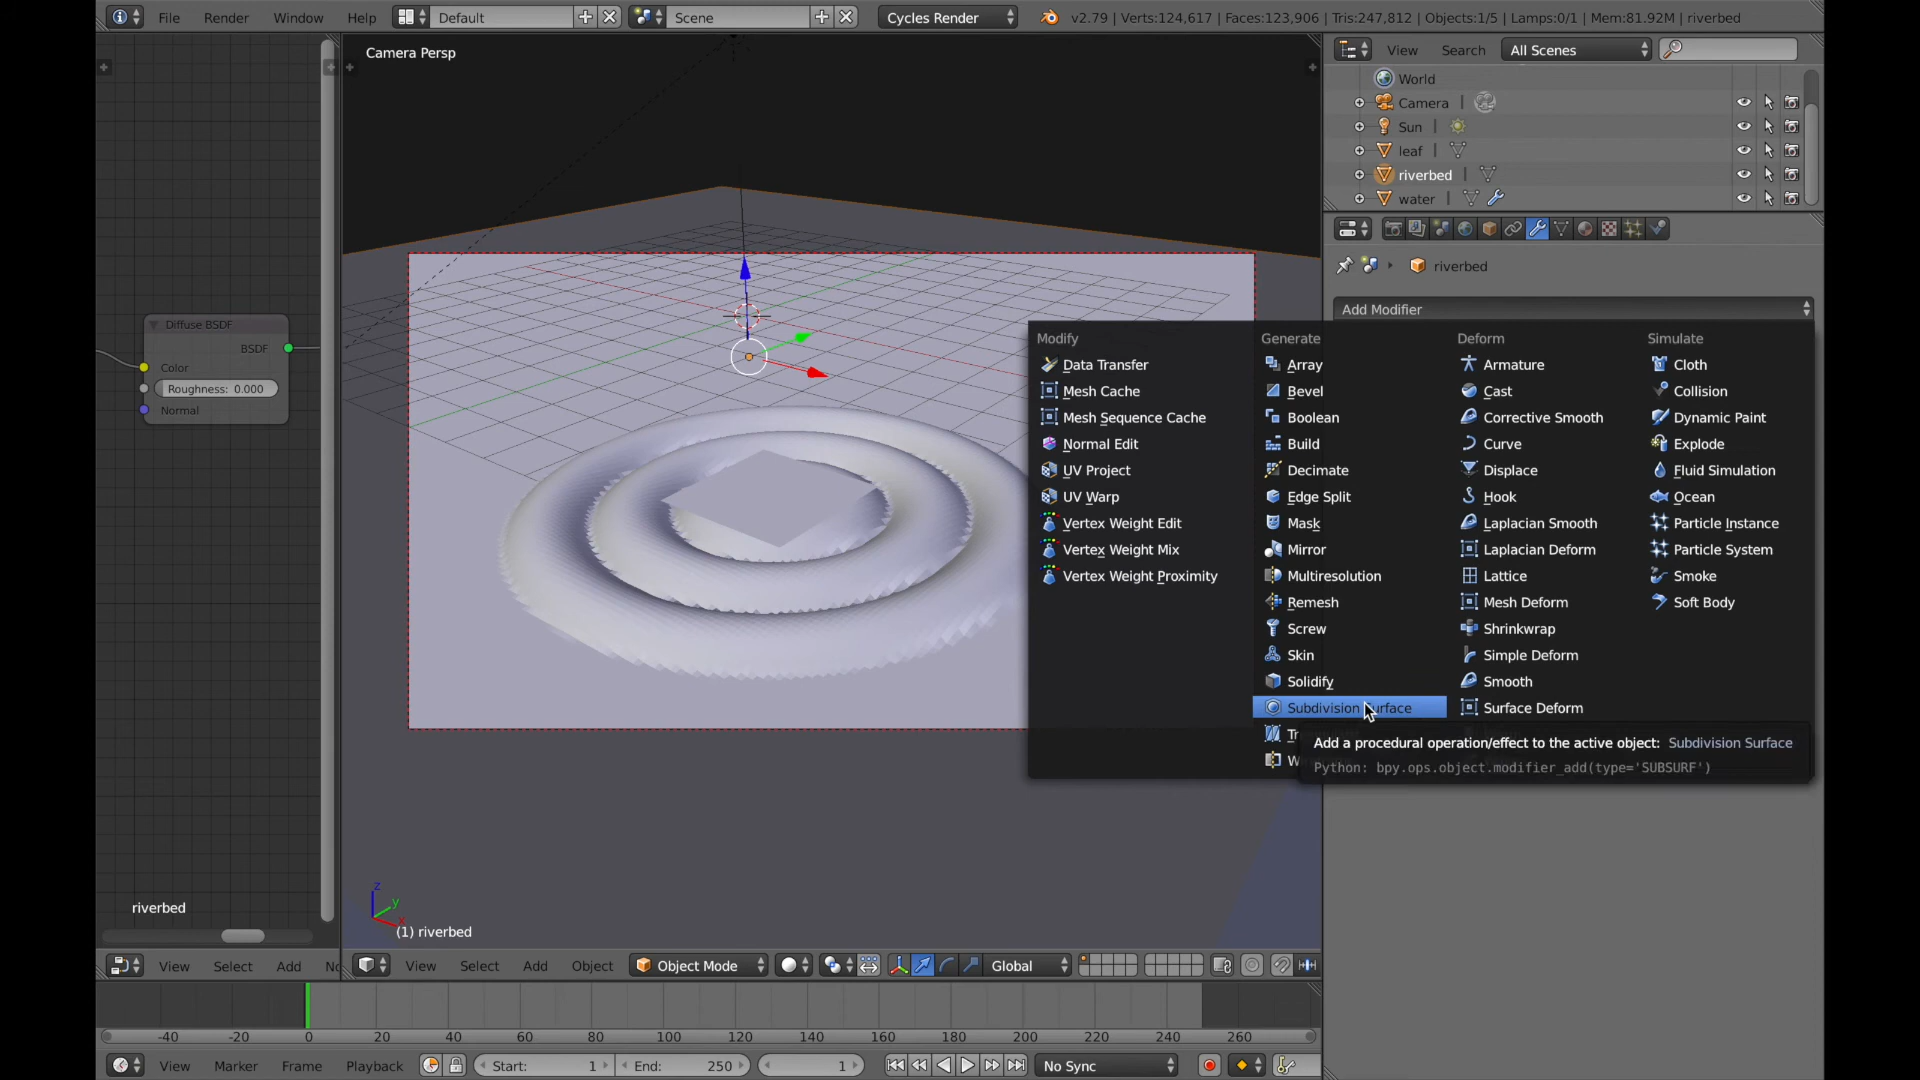 File Render Window Help Default Scene Cycles Render v2.79 | Verts:124,617 | Faces:123,906 | Tris:247,812 | Objects:1/5 | Lamps:0/1 | Mem:81.92M | riverbed
Camera Persp
View Search All Scenes
World
Camera
Sun
leaf
riverbed
water
riverbed
Add Modifier
Modify
Data Transfer
Mesh Cache
Mesh Sequence Cache
Normal Edit
UV Project
UV Warp
Vertex Weight Edit
Vertex Weight Mix
Vertex Weight Proximity
Generate
Array
Bevel
Boolean
Build
Decimate
Edge Split
Mask
Mirror
Multiresolution
Remesh
Screw
Skin
Solidify
Subdivision Surface
Deform
Armature
Cast
Corrective Smooth
Curve
Displace
Hook
Laplacian Smooth
Laplacian Deform
Lattice
Mesh Deform
Shrinkwrap
Simple Deform
Smooth
Surface Deform
Simulate
Cloth
Collision
Dynamic Paint
Explode
Fluid Simulation
Ocean
Particle Instance
Particle System
Smoke
Soft Body
Add a procedural operation/effect to the active object: Subdivision Surface
Python: bpy.ops.object.modifier_add(type='SUBSURF')
Diffuse BSDF
BSDF
Color
Roughness: 0.000
Normal
riverbed
z
y
x
(1) riverbed
View Select Add
View Select Add Object Object Mode Global
-40 -20 0 20 40 60 80 100 120 140 160 180 200 220 240 260
View Marker Frame Playback Start: 1 End: 250 1 No Sync